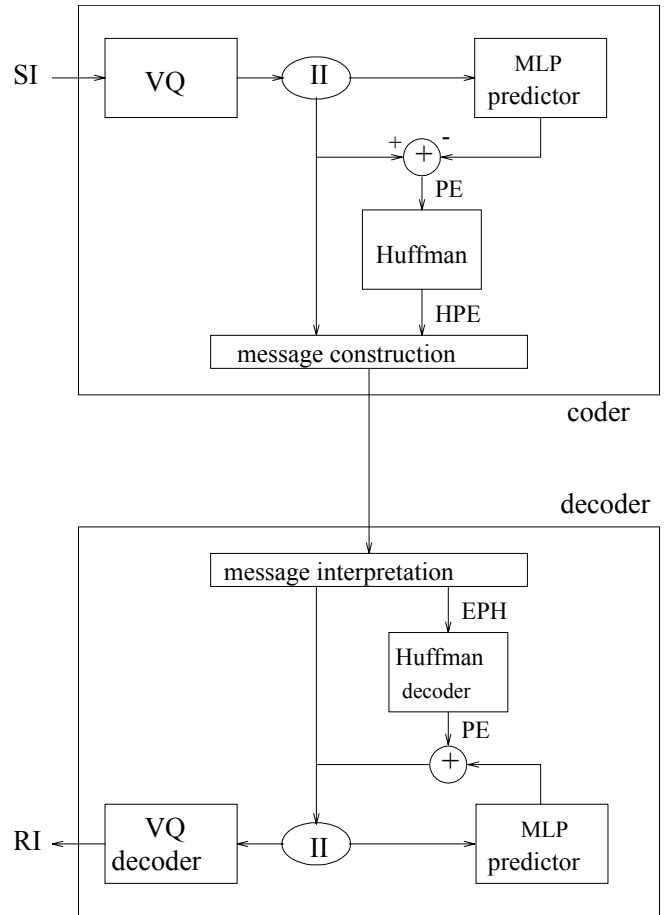 SI
VQ
II
MLP
predictor
+
-
+
PE
Huffman
HPE
message construction
coder
decoder
message interpretation
EPH
Huffman
decoder
PE
+
RI
VQ
decoder
II
MLP
predictor